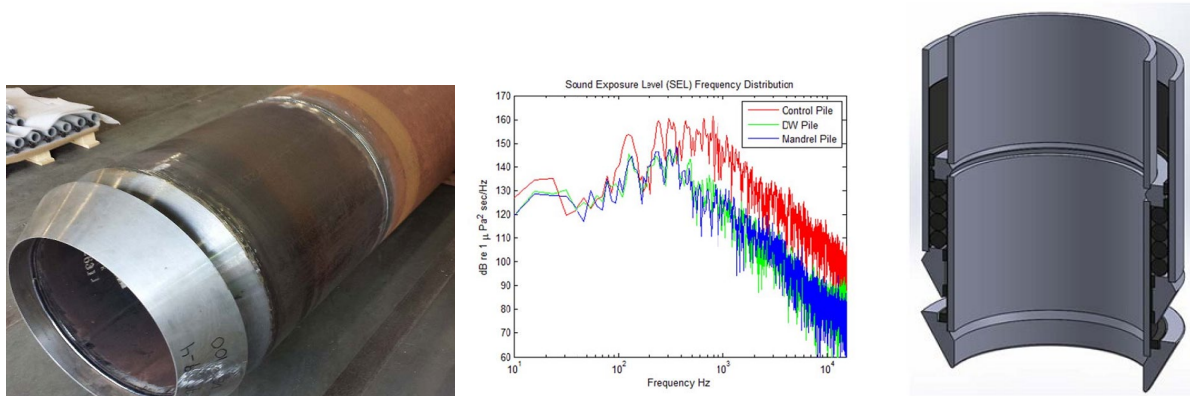 Sound Exposure Level (SEL) Frequency Distribution
170
160
150
140
130
120
110
100
90
80
70
60
dB re 1 μ Pa² sec/Hz
Control Pile
DW Pile
Mandrel Pile
10¹
10²
10³
10⁴
Frequency Hz